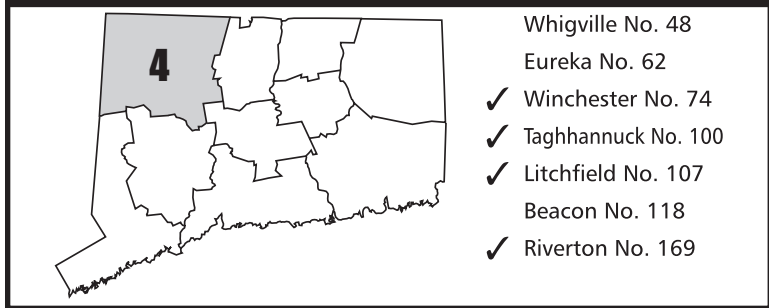 4
Whigville No. 48
Eureka No. 62
✓ Winchester No. 74
✓ Taghhannuck No. 100
✓ Litchfield No. 107
Beacon No. 118
✓ Riverton No. 169